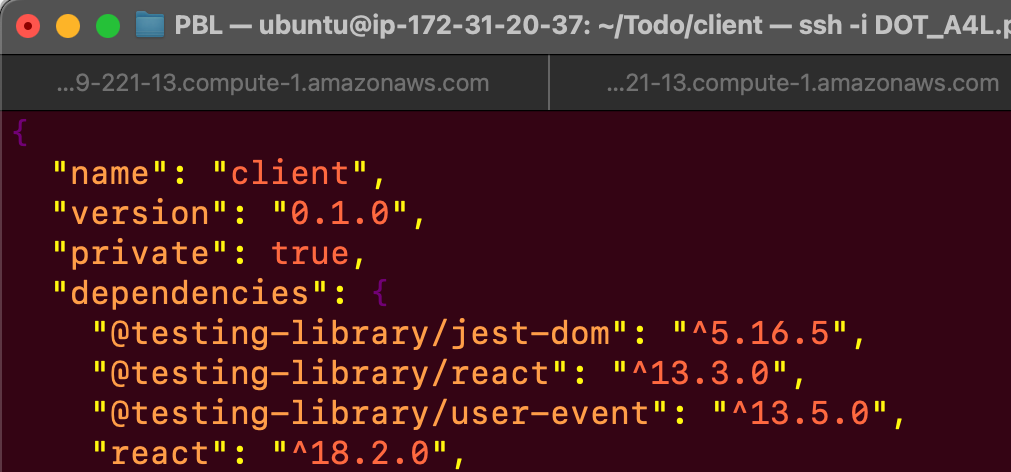 PBL — ubuntu@ip-172-31-20-37: ~/Todo/client — ssh -i DOT_A4L.p
...9-221-13.compute-1.amazonaws.com
...21-13.compute-1.amazonaws.com
{
"name": "client",
"version": "0.1.0",
"private": true,
"dependencies": {
"@testing-library/jest-dom": "^5.16.5",
"@testing-library/react": "^13.3.0",
"@testing-library/user-event": "^13.5.0",
"react": "^18.2.0",